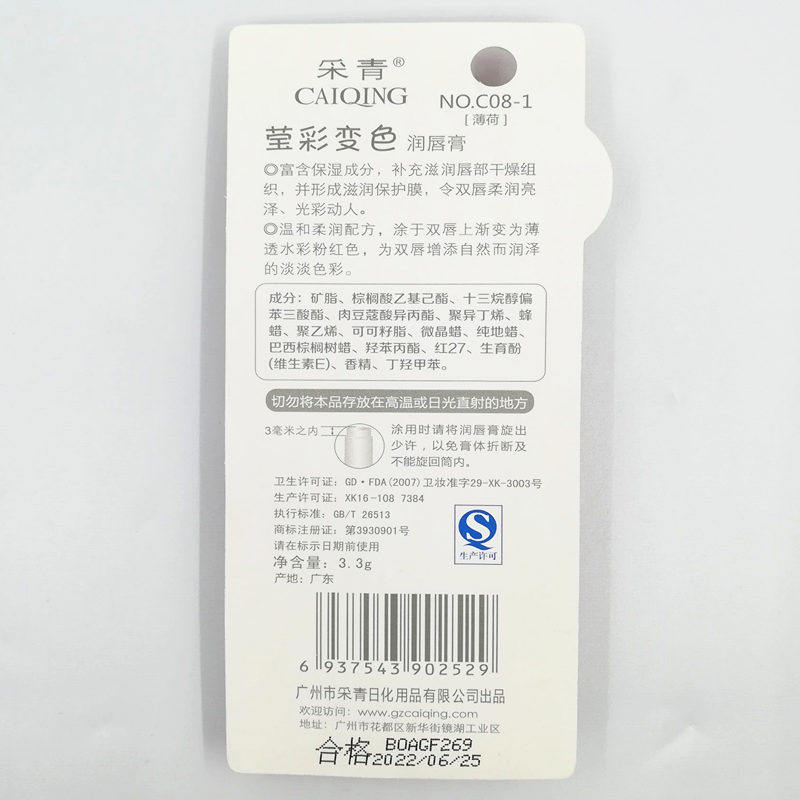 采青®
CAIQING
NO.C08-1
[薄荷]
莹彩变色 润唇膏
◎富含保湿成分，补充滋润唇部干燥组
织，并形成滋润保护膜，令双唇柔润亮
泽、光彩动人。
◎温和柔润配方，涂于双唇上渐变为薄
透水彩粉红色，为双唇增添自然而润泽
的淡淡色彩。
成分：矿脂、棕榈酸乙基己酯、十三烷醇偏
苯三酸酯、肉豆蔻酸异丙酯、聚异丁烯、蜂
蜡、聚乙烯、可可籽脂、微晶蜡、纯地蜡、
巴西棕榈树蜡、羟苯丙酯、红27、生育酚
(维生素E)、香精、丁羟甲苯.
切勿将本品存放在高温或日光直射的地方
3毫米之内
涂用时请将润唇膏旋出
少许，以免膏体折断及
不能旋回筒内。
卫生许可证：GD·FDA(2007)卫妆准字29-XK-3003号
生产许可证：XK16-108 7384
执行标准：GB/T 26513
商标注册证：第3930901号
请在标示日期前使用
净含量：3.3g
产地：广东
生产许可
6 937543 902529
广州市采青日化用品有限公司出品
欢迎访问：www.gzcaiqing.com
地址：广州市花都区新华街镜湖工业区
合格 BOAGF269
2022/06/25